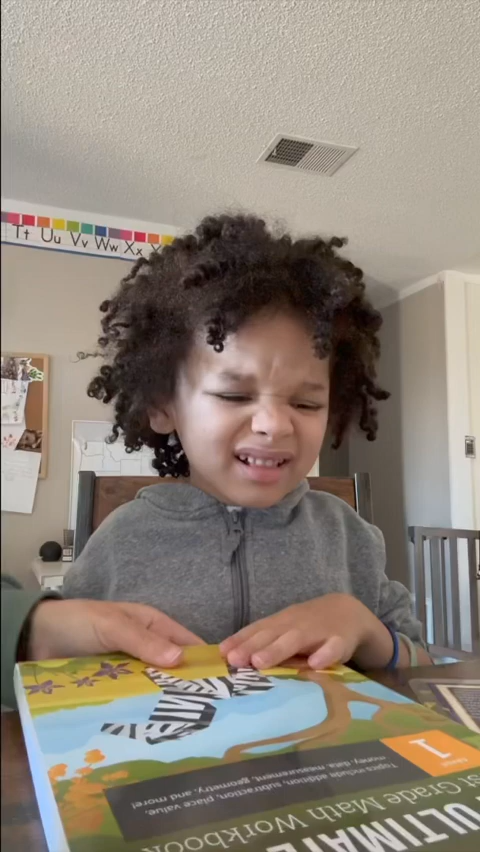 Tt Uu Vv Ww Xx Y
ULTIMATE
st Grade Math Workbook
Topics include addition, subtraction, place value,
money, data, measurement, geometry, and more!
1